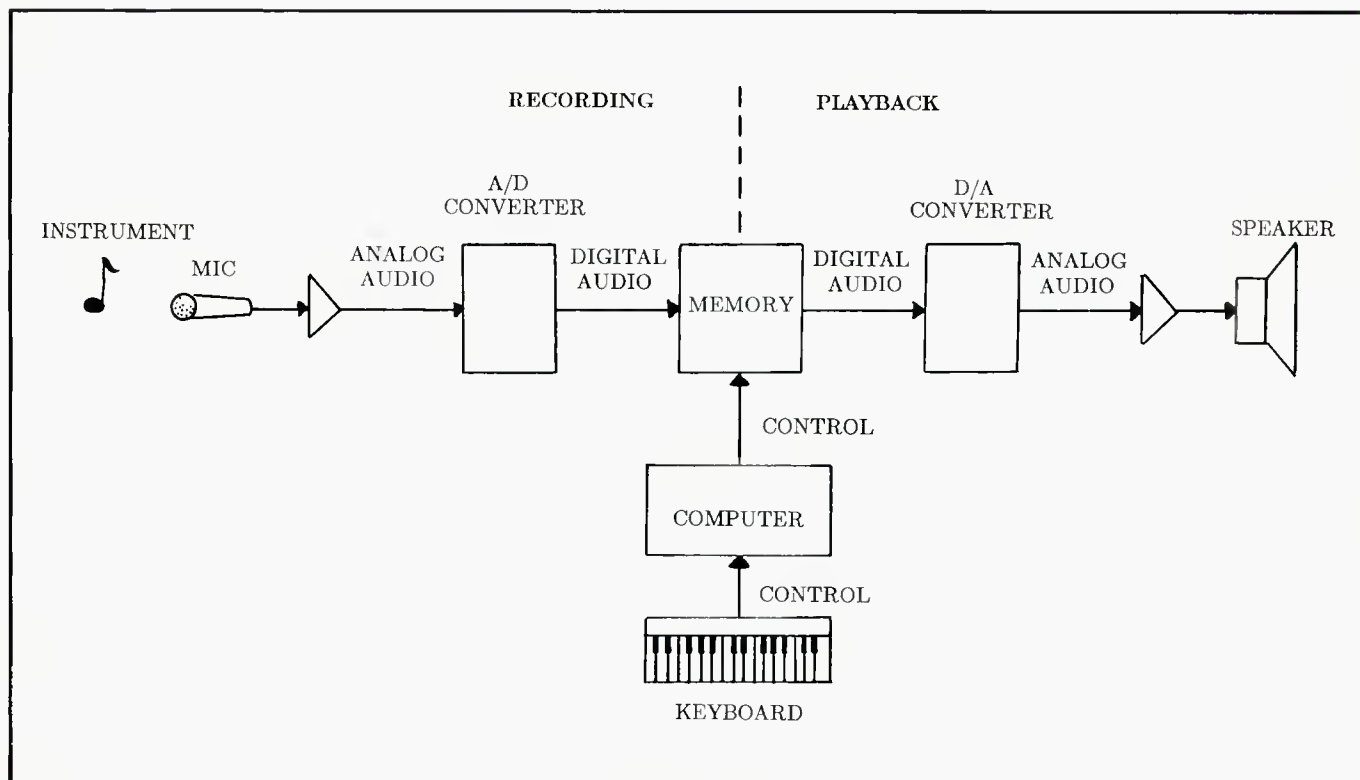 RECORDING
PLAYBACK
A/D
CONVERTER
D/A
CONVERTER
INSTRUMENT
MIC
ANALOG
AUDIO
DIGITAL
AUDIO
MEMORY
DIGITAL
AUDIO
ANALOG
AUDIO
SPEAKER
CONTROL
COMPUTER
CONTROL
KEYBOARD